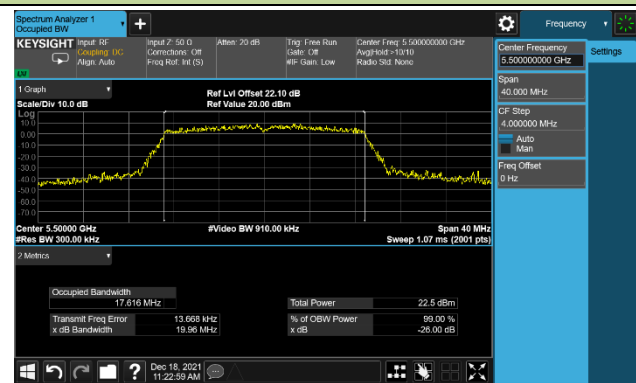 Spectrum Analyzer 1
Occupied BW
Frequency
KEYSIGHT
Input: RF
Coupling: DC
Align: Auto
Input Z: 50 Ω
Corrections: Off
Freq Ref: Int (S)
Atten: 20 dB
Trig: Free Run
Gate: Off
#IF Gain: Low
Center Freq: 5.500000000 GHz
Avg|Hold:>10/10
Radio Std: None
LW
Center Frequency
5.500000000 GHz
Settings
Span
40.000 MHz
CF Step
4.000000 MHz
Auto
Man
Freq Offset
0 Hz
1 Graph
Scale/Div 10.0 dB
Ref Lvl Offset 22.10 dB
Ref Value 20.00 dBm
Log
10.0
0.00
-10.0
-20.0
-30.0
-40.0
-50.0
-60.0
-70.0
Center 5.50000 GHz
#Res BW 300.00 kHz
#Video BW 910.00 kHz
Span 40 MHz
Sweep 1.07 ms (2001 pts)
2 Metrics
Occupied Bandwidth
17.616 MHz
Total Power 22.5 dBm
Transmit Freq Error 13.668 kHz
% of OBW Power 99.00 %
x dB Bandwidth 19.96 MHz
x dB -26.00 dB
?
Dec 18, 2021
11:22:59 AM